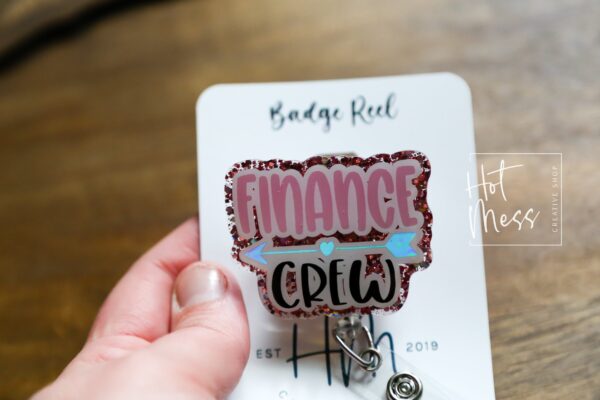 Badge Reel
FINANCE
CREW
EST 2019
Hot
Mess
CREATIVE SHOP